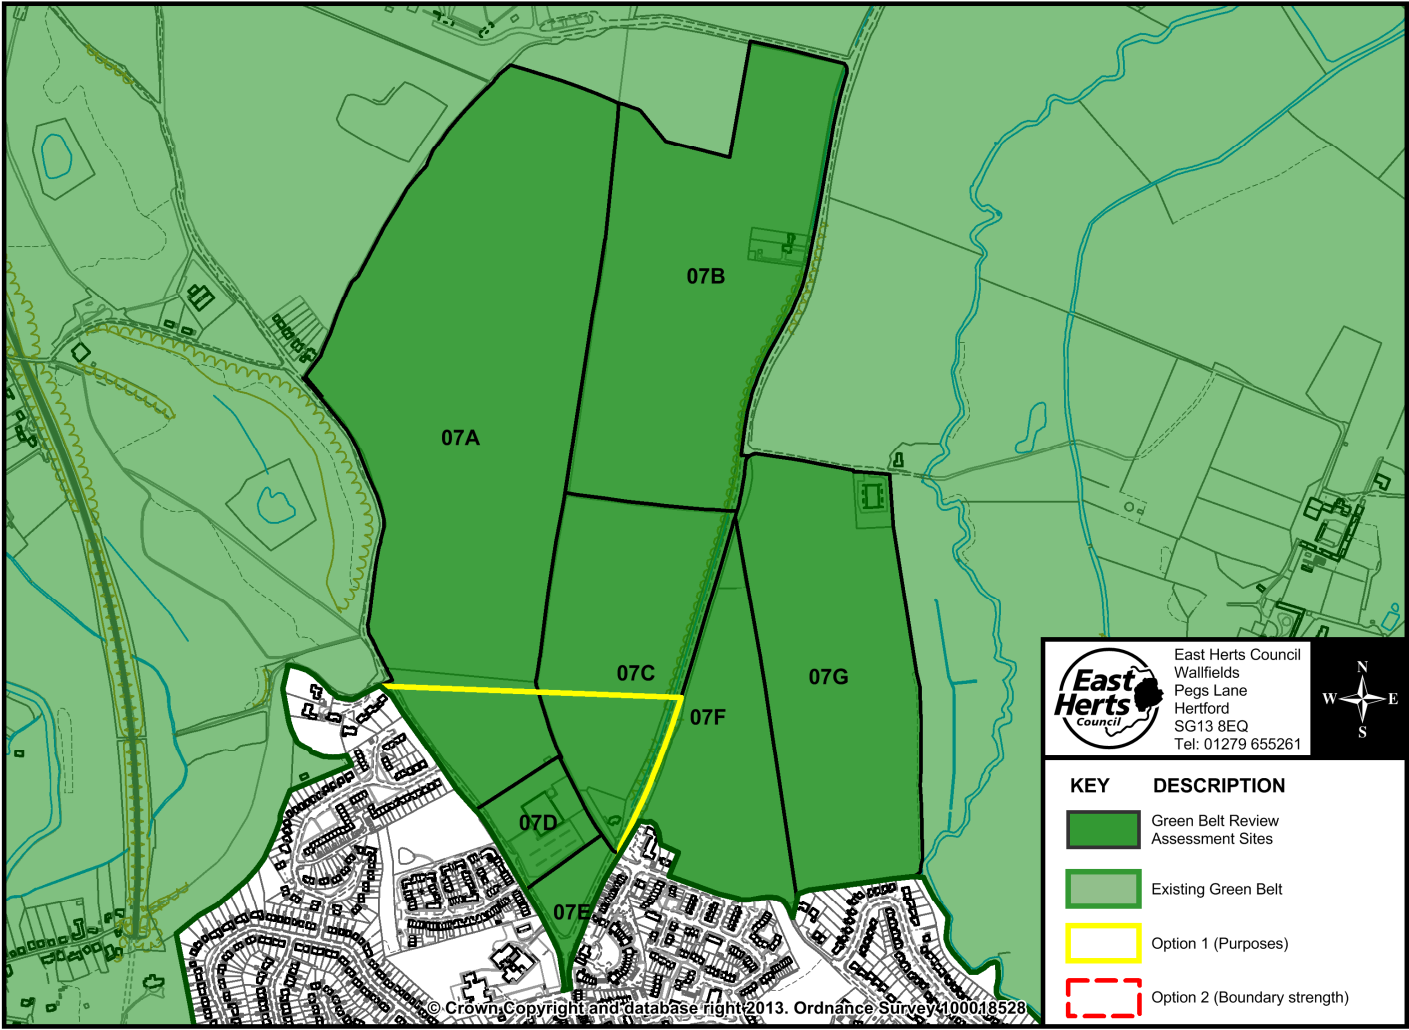 07B
07A
07C
07G
07F
07D
07E
East Herts Council
East Herts Council
Wallfields
Pegs Lane
Hertford
SG13 8EQ
Tel: 01279 655261
N
W E
S
KEY DESCRIPTION
Green Belt Review
Assessment Sites
Existing Green Belt
Option 1 (Purposes)
Option 2 (Boundary strength)
© Crown Copyright and database right 2013. Ordnance Survey 100018528